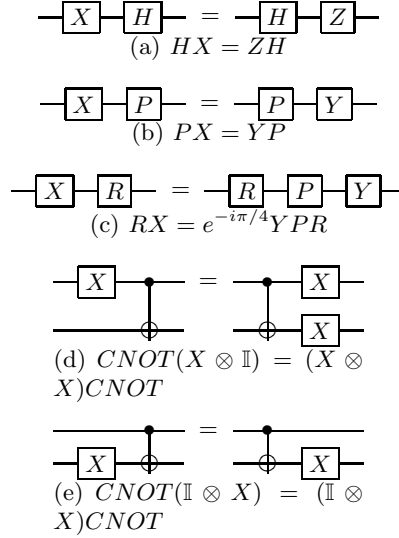 X H = H Z
(a) HX = ZH
X P = P Y
(b) PX = YP
X R = R P Y
(c) RX = e^{-iπ/4}YPR
X = X
X
(d) CNOT(X ⊗ 𝕀) = (X ⊗
X)CNOT
=
X X
(e) CNOT(𝕀 ⊗ X) = (𝕀 ⊗
X)CNOT